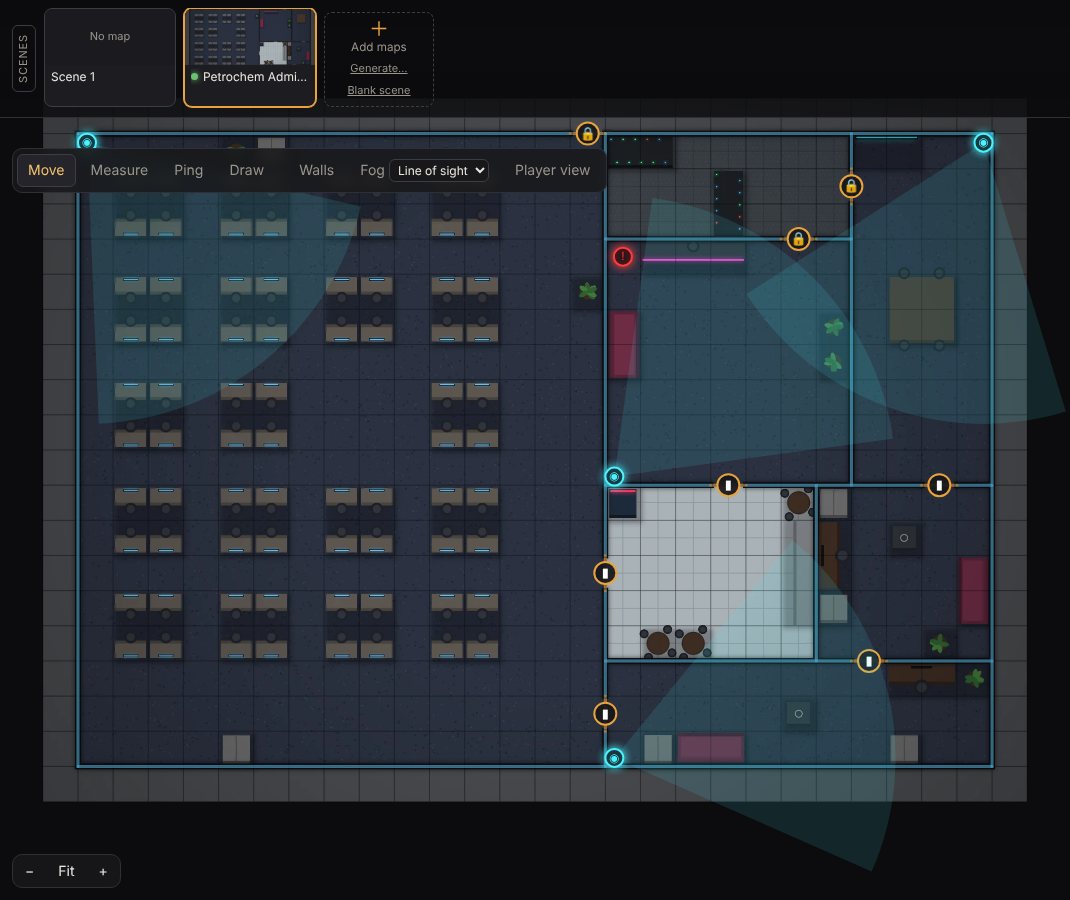 SCENES
No map
Scene 1
Petrochem Admi...
+
Add maps
Generate...
Blank scene
Move
Measure
Ping
Draw
Walls
Fog
Line of sight
Player view
!
− Fit +